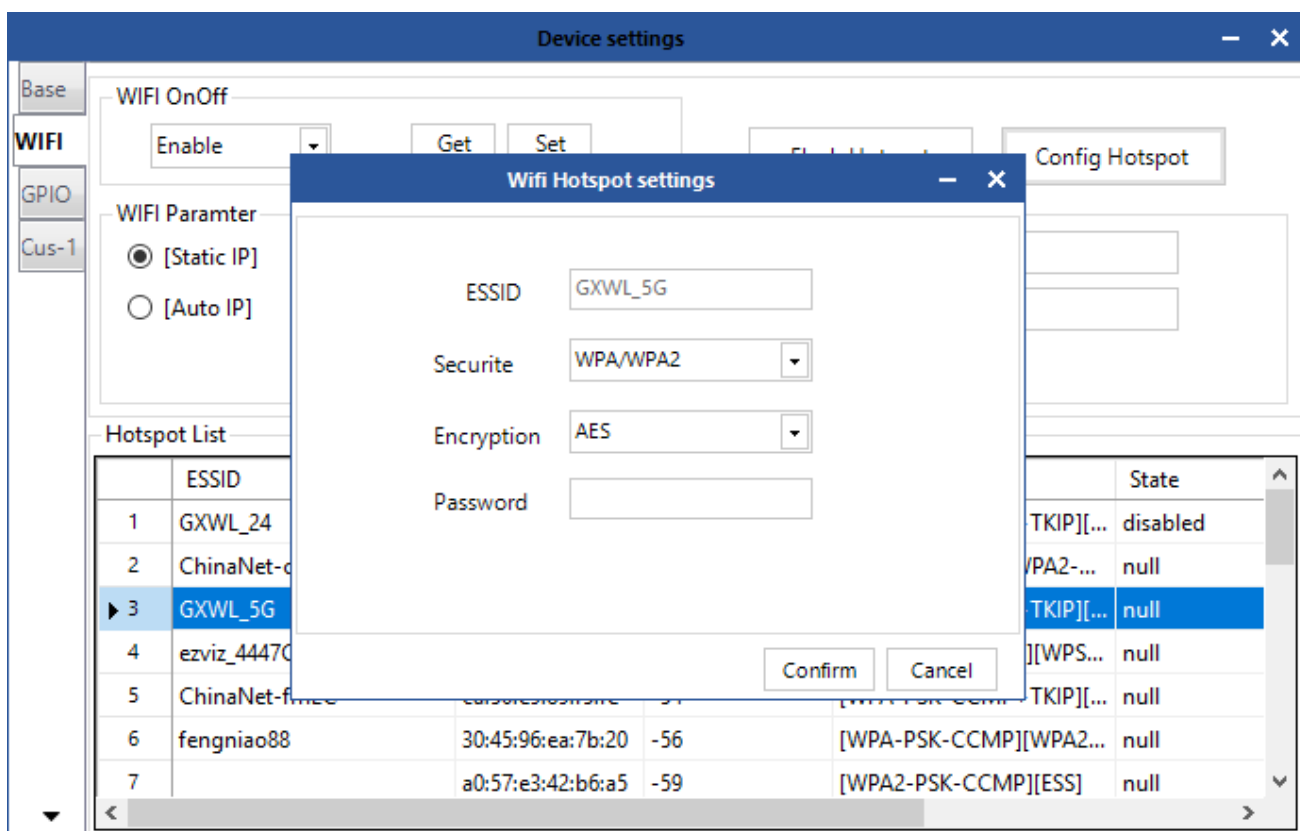 Device settings
Base
WIFI
GPIO
Cus-1
WIFI OnOff
Enable
Get
Set
Config Hotspot
WIFI Paramter
[Static IP]
[Auto IP]
Wifi Hotspot settings
ESSID GXWL_5G
Securite WPA/WPA2
Encryption AES
Password
Confirm
Cancel
Hotspot List
ESSID State
1 GXWL_24 TKIP][... disabled
2 ChinaNet- WPA2-... null
3 GXWL_5G TKIP][... null
4 ezviz_4447 ][WPS... null
5 ChinaNet- TKIP][... null
6 fengniao88 30:45:96:ea:7b:20 -56 [WPA-PSK-CCMP][WPA2... null
7 a0:57:e3:42:b6:a5 -59 [WPA2-PSK-CCMP][ESS] null